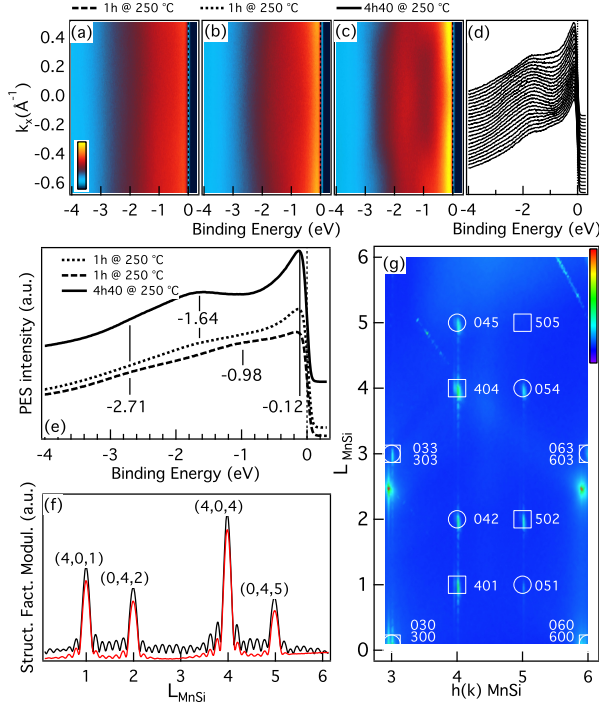 1h @ 250 °C 1h @ 250 °C 4h40 @ 250 °C
(a) (b) (c) (d)
0.4
0.2
0.0
-0.2
-0.4
-0.6
kx(Å-1)
-4 -3 -2 -1 0 -4 -3 -2 -1 0 -4 -3 -2 -1 0 -4 -2 0
Binding Energy (eV) Binding Energy (eV) Binding Energy (eV)
1h @ 250 °C
1h @ 250 °C
4h40 @ 250 °C
-1.64
-0.98
-2.71 -0.12
(e)
PES intensity (a.u.)
-4 -3 -2 -1 0
Binding Energy (eV)
(f)
(4,0,1) (0,4,2) (4,0,4) (0,4,5)
Struct. Fact. Modul. (a.u.)
1 2 3 4 5 6
LMnSi
(g)
045 505
404 054
033 303
063 603
042 502
401 051
030 300
060 600
6
5
4
3
2
1
0
L MnSi
3 4 5 6
h(k) MnSi